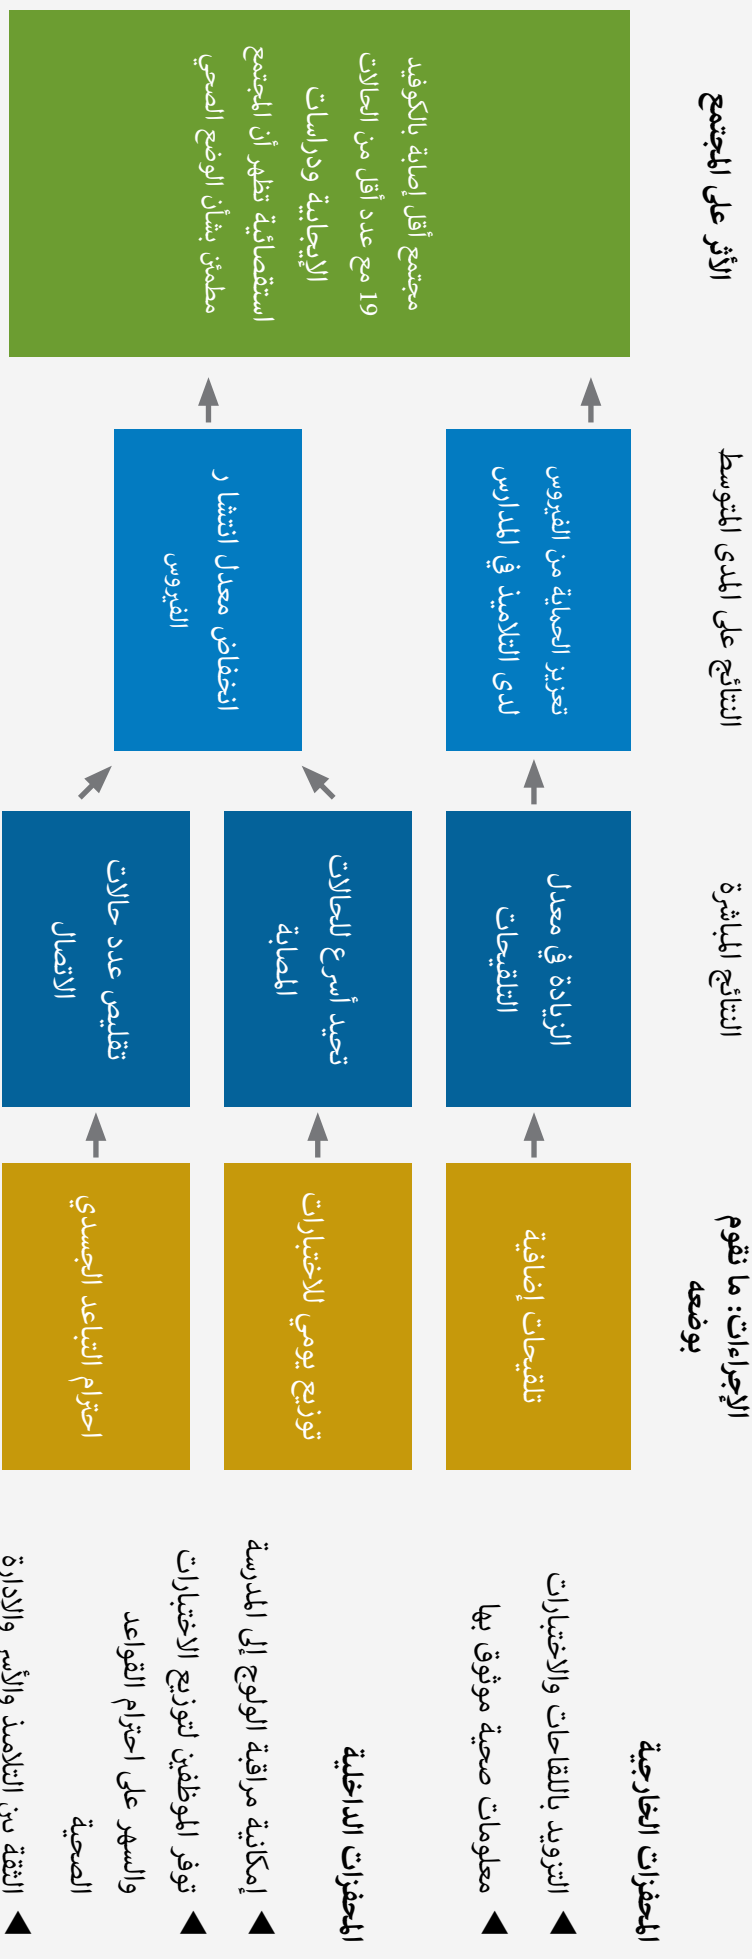 المحفزات الخارجية
التزويد باللقاحات والاختبارات
معلومات صحية موثوق بها
المحفزات الداخلية
إمكانية مراقبة الولوج إلى المدرسة
توفر الموظفين لتوزيع الاختبارات
والسهر على احترام القواعد
الصحية
الثقة بين التلاميذ والأسر والإدارة
الإجراءات: ما نقوم
بوضعه
تلقيحات إضافية
توزيع يومي للاختبارات
احترام التباعد الجسدي
النتائج المباشرة
الزيادة في معدل
التلقيحات
تحيد أسرع للحالات
المصابة
تقليص عدد حالات
الاتصال
النتائج على المدى المتوسط
تعزيز الحماية من الفيروس
لدى التلاميذ في المدارس
انخفاض معدل انتشا ر
الفيروس
الأثر على المجتمع
مجتمع أقل إصابة بالكوفيد
19 مع عدد أقل من الحالات
الإيجابية ودراسات
استقصائية تظهر أن المجتمع
مطمئن بشأن الوضع الصحي